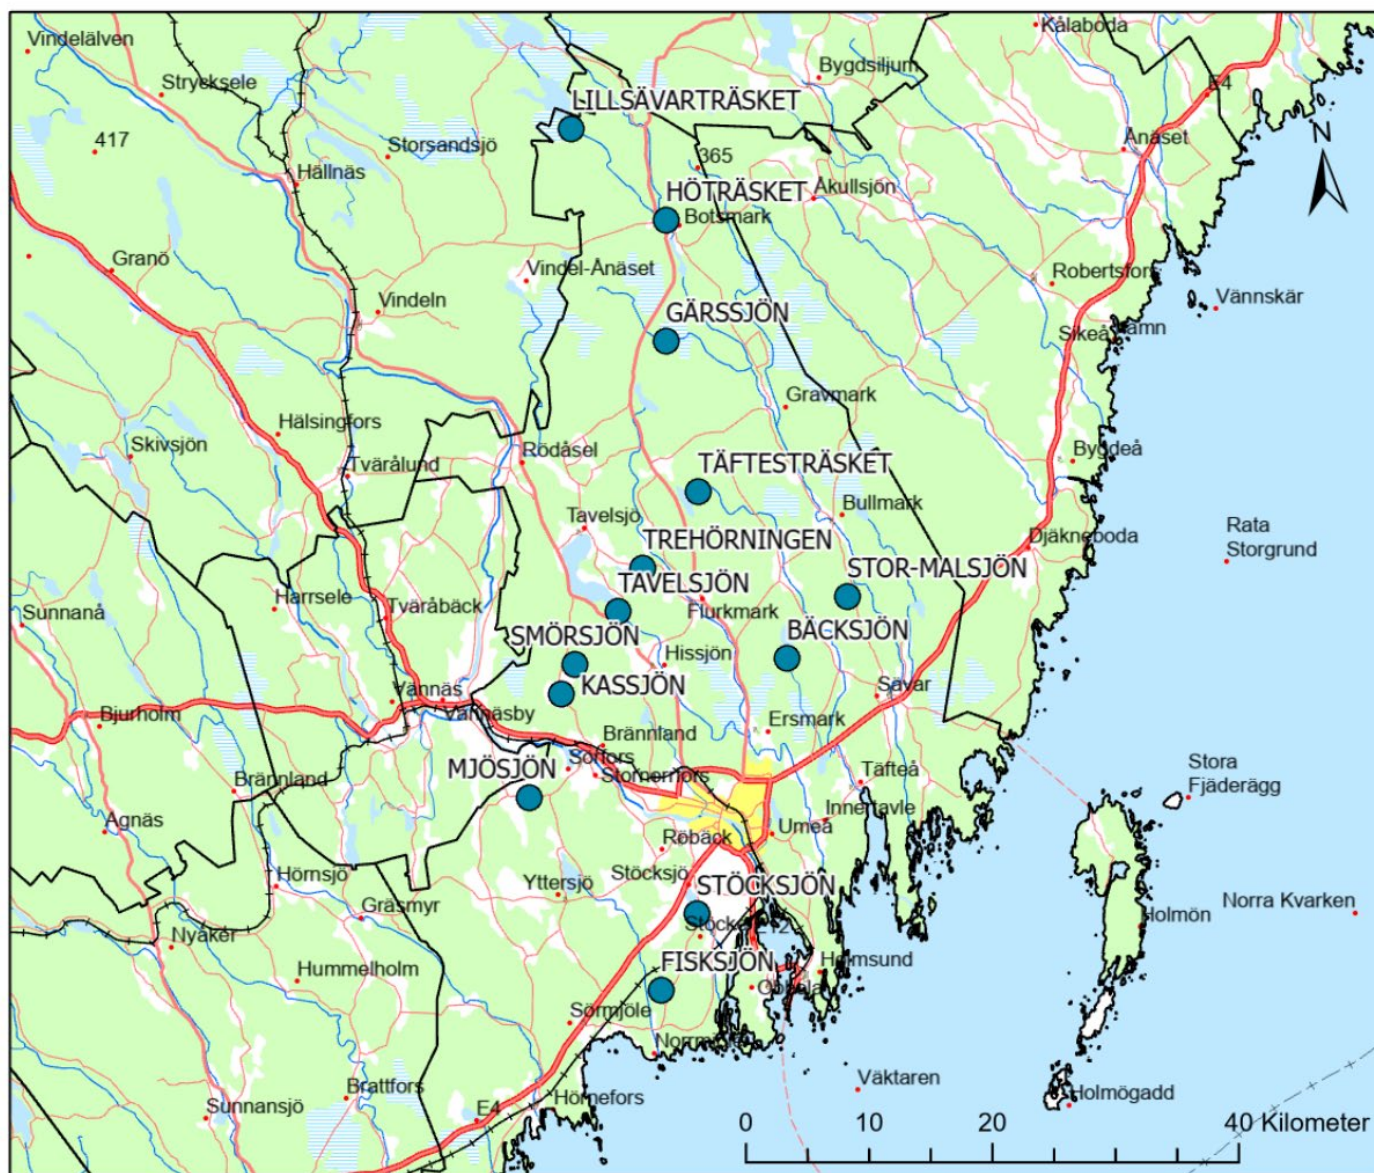 Vindelälven
Kålaboda
Bygdsiljum
Strycksele
E4
LILLSÄVARTRÄSKET
N
417
Storsandsjö
Ånäset
365
Hällnäs
HÖTRÄSKET
Åkullsjön
Botsmark
Granö
Vindel-Ånäset
Robertsfors
Vindeln
Vännskär
GÄRSSJÖN
Sikeå
hamn
Gravmark
Hälsingfors
Skivsjön
Rödåsel
Bygdeå
Tvärålund
TÄFTESTRÄSKET
Bullmark
Tavelsjö
Rata
Storgrund
Djäkneboda
TREHÖRNINGEN
STOR-MALSJÖN
TAVELSJÖN
Sunnanå
Harrsele
Tväråbäck
Flurkmark
SMÖRSJÖN
BÄCKSJÖN
Hissjön
KASSJÖN
Vännäs
Sävar
Bjurholm
Vännäsby
Ersmark
Brännland
Sörfors
MJÖSJÖN
Stora
Fjäderägg
Brännland
Stornorrfors
Täfteå
Agnäs
Innertavle
Röbäck
Umeå
Stöcksjö
Hörnsjö
Yttersjö
STÖCKSJÖN
Gräsmyr
Norra Kvarken
Holmön
Nyåker
FISKSJÖN
Hummelholm
Holmsund
Obbola
Sörmjöle
Norrmjöle
Väktaren
Brattfors
Hörnefors
Holmögadd
Sunnansjö
E4
0 10 20 40 Kilometer